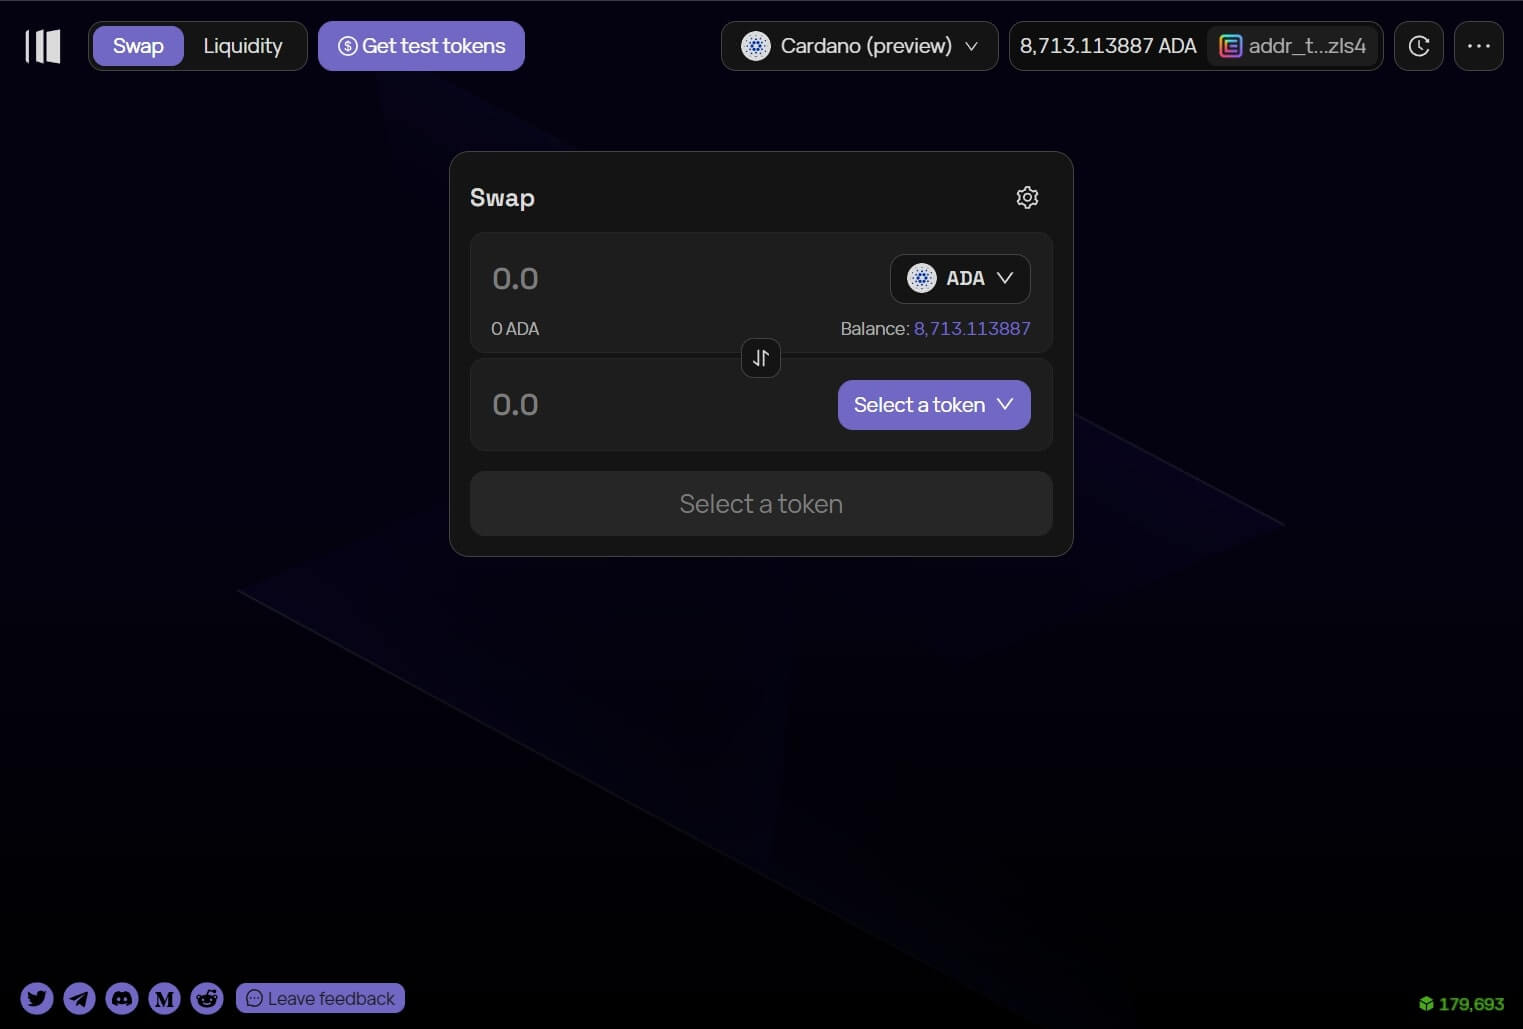 Swap Liquidity Get test tokens Cardano (preview) 8,713.113887 ADA addr_t...zls4
Swap
0.0 ADA
0 ADA Balance: 8,713.113887
0.0 Select a token
Select a token
Leave feedback
179,693